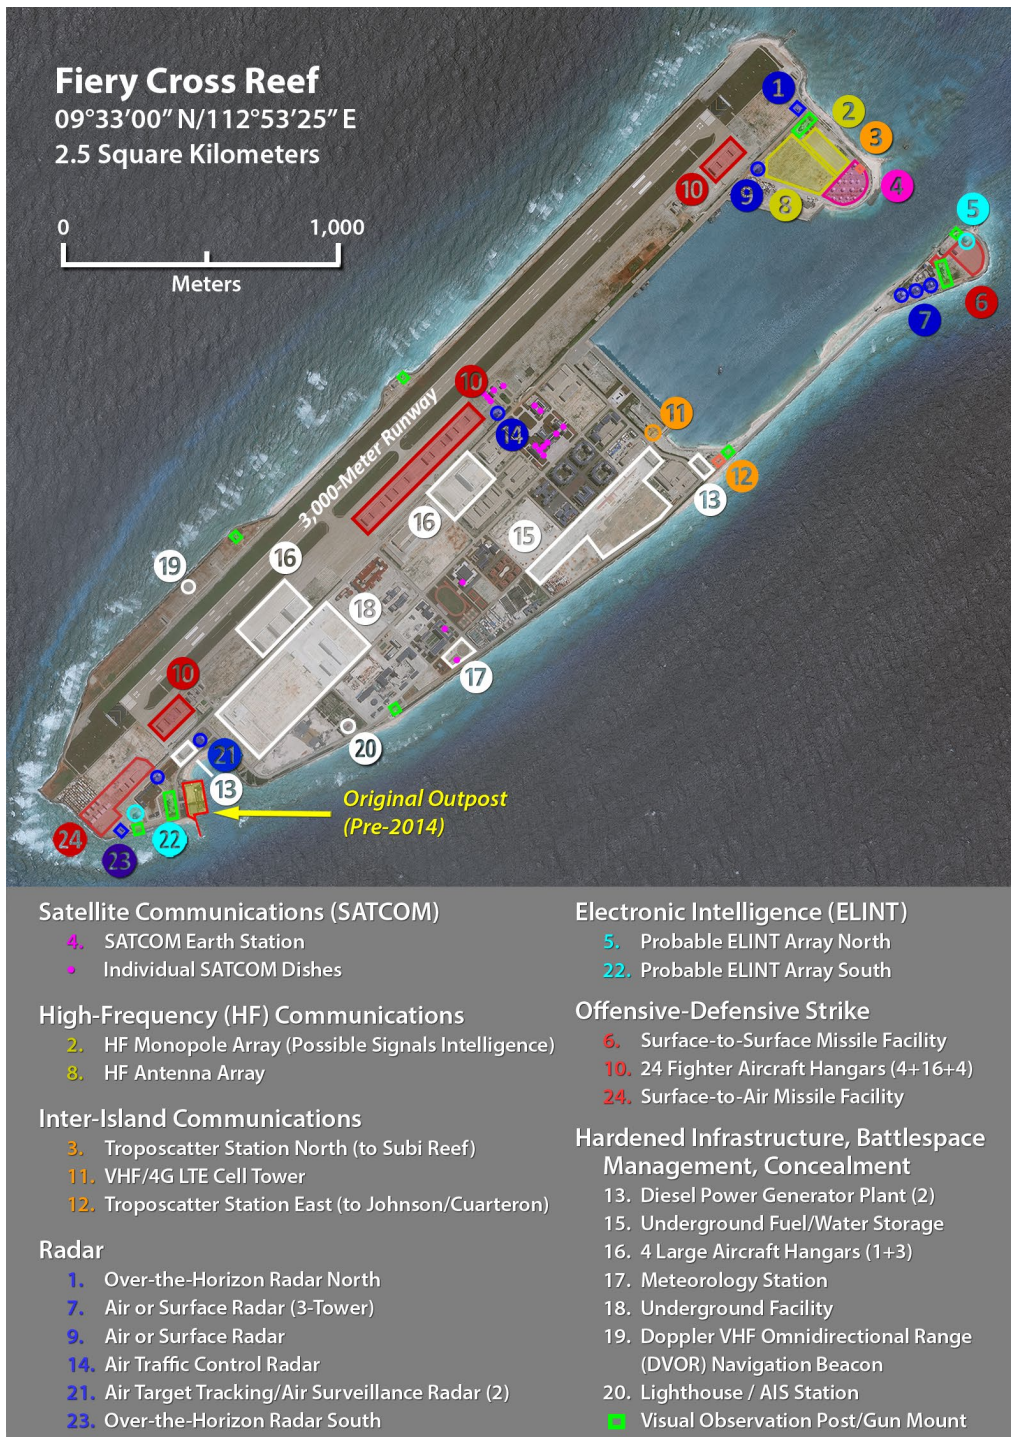 Fiery Cross Reef
09°33’00” N/112°53’25” E
2.5 Square Kilometers
0 1,000
Meters
1
2
3
10
9
8
4
5
7
6
3,000-Meter Runway
10
14
11
12
13
16
15
19
16
18
17
10
21
20
13
Original Outpost
(Pre-2014)
24
23
22
Satellite Communications (SATCOM)
4. SATCOM Earth Station
• Individual SATCOM Dishes
High-Frequency (HF) Communications
2. HF Monopole Array (Possible Signals Intelligence)
8. HF Antenna Array
Inter-Island Communications
3. Troposcatter Station North (to Subi Reef)
11. VHF/4G LTE Cell Tower
12. Troposcatter Station East (to Johnson/Cuarteron)
Radar
1. Over-the-Horizon Radar North
7. Air or Surface Radar (3-Tower)
9. Air or Surface Radar
14. Air Traffic Control Radar
21. Air Target Tracking/Air Surveillance Radar (2)
23. Over-the-Horizon Radar South
Electronic Intelligence (ELINT)
5. Probable ELINT Array North
22. Probable ELINT Array South
Offensive-Defensive Strike
6. Surface-to-Surface Missile Facility
10. 24 Fighter Aircraft Hangars (4+16+4)
24. Surface-to-Air Missile Facility
Hardened Infrastructure, Battlespace
Management, Concealment
13. Diesel Power Generator Plant (2)
15. Underground Fuel/Water Storage
16. 4 Large Aircraft Hangars (1+3)
17. Meteorology Station
18. Underground Facility
19. Doppler VHF Omnidirectional Range
(DVOR) Navigation Beacon
20. Lighthouse / AIS Station
Visual Observation Post/Gun Mount